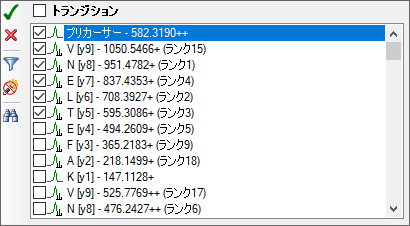 トランジション
プリカーサー - 582.3190++
V [y9] - 1050.5466+ (ランク15)
N [y8] - 951.4782+ (ランク1)
E [y7] - 837.4353+ (ランク4)
L [y6] - 708.3927+ (ランク2)
T [y5] - 595.3086+ (ランク3)
E [y4] - 494.2609+ (ランク5)
F [y3] - 365.2183+ (ランク9)
A [y2] - 218.1499+ (ランク18)
K [y1] - 147.1128+
V [y9] - 525.7769++ (ランク17)
N [y8] - 476.2427++ (ランク6)